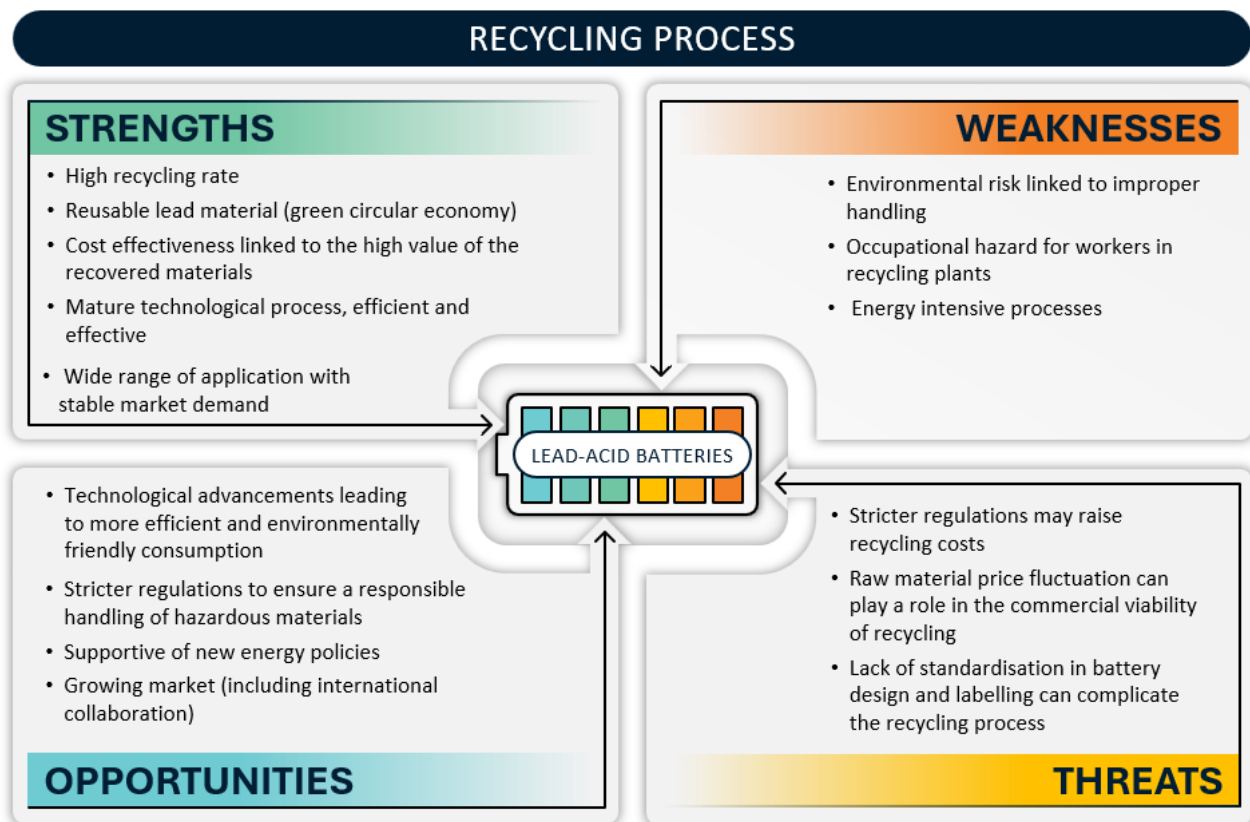 RECYCLING PROCESS
STRENGTHS
• High recycling rate
• Reusable lead material (green circular economy)
• Cost effectiveness linked to the high value of the
recovered materials
• Mature technological process, efficient and
effective
• Wide range of application with
stable market demand
WEAKNESSES
• Environmental risk linked to improper
handling
• Occupational hazard for workers in
recycling plants
• Energy intensive processes
LEAD-ACID BATTERIES
• Technological advancements leading
to more efficient and environmentally
friendly consumption
• Stricter regulations to ensure a responsible
handling of hazardous materials
• Supportive of new energy policies
• Growing market (including international
collaboration)
OPPORTUNITIES
• Stricter regulations may raise
recycling costs
• Raw material price fluctuation can
play a role in the commercial viability
of recycling
• Lack of standardisation in battery
design and labelling can complicate
the recycling process
THREATS